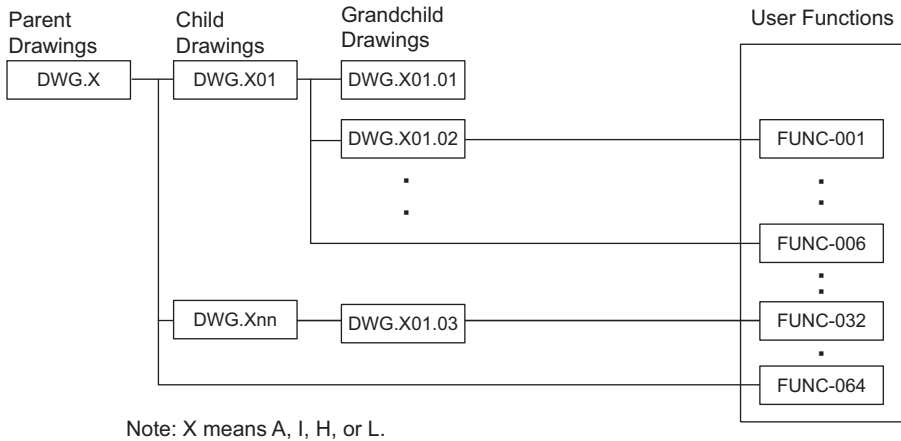 Parent
Drawings
Child
Drawings
Grandchild
Drawings
User Functions
DWG.X
DWG.X01
DWG.X01.01
DWG.X01.02
FUNC-001
FUNC-006
DWG.Xnn
DWG.X01.03
FUNC-032
FUNC-064
Note: X means A, I, H, or L.